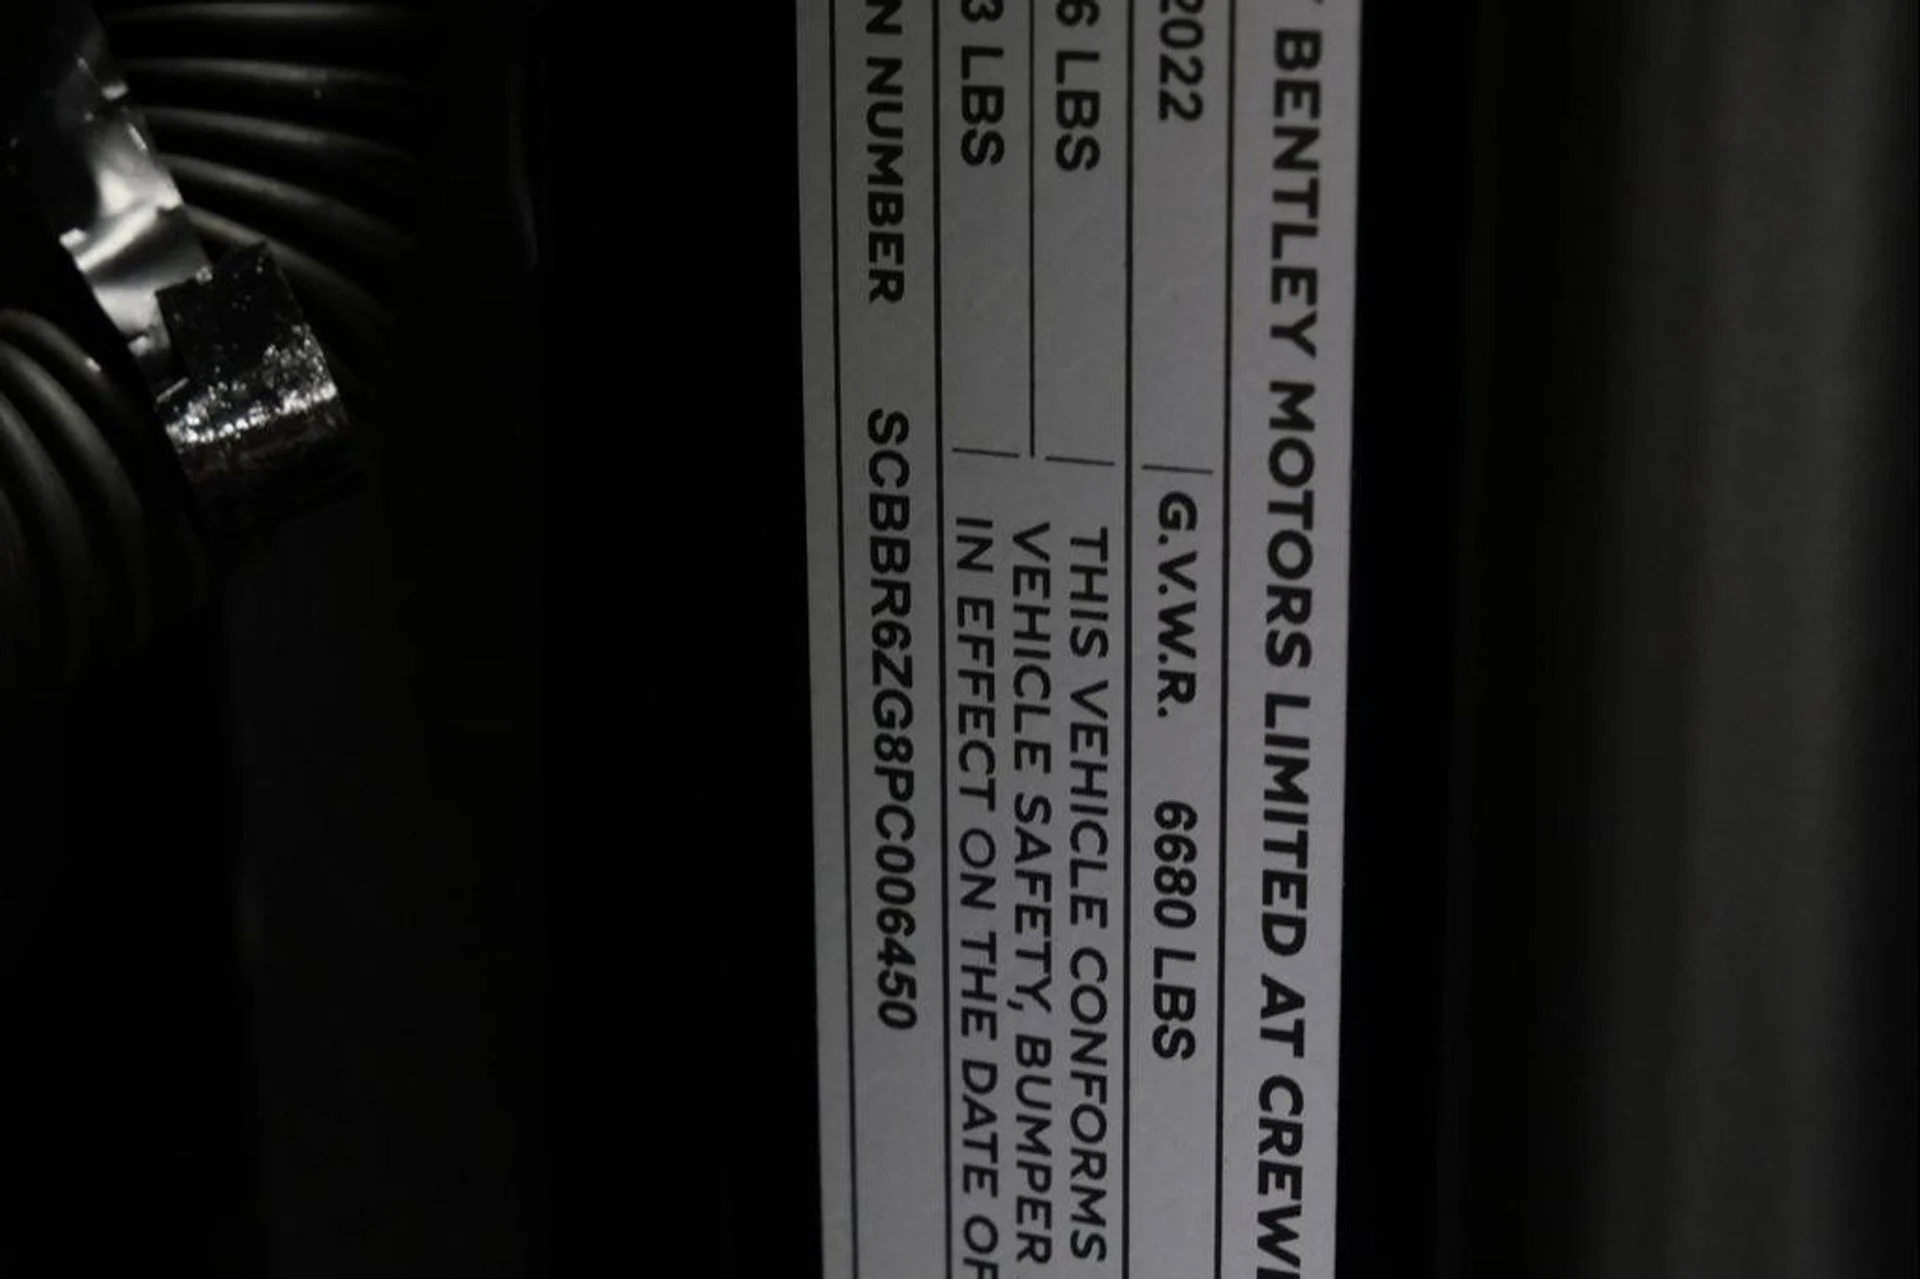 BENTLEY MOTORS LIMITED AT CREW
2022 G.V.W.R. 6680 LBS
6 LBS THIS VEHICLE CONFORMS
VEHICLE SAFETY, BUMPER
3 LBS IN EFFECT ON THE DATE OF
N NUMBER SCBBR6ZG8PC006450